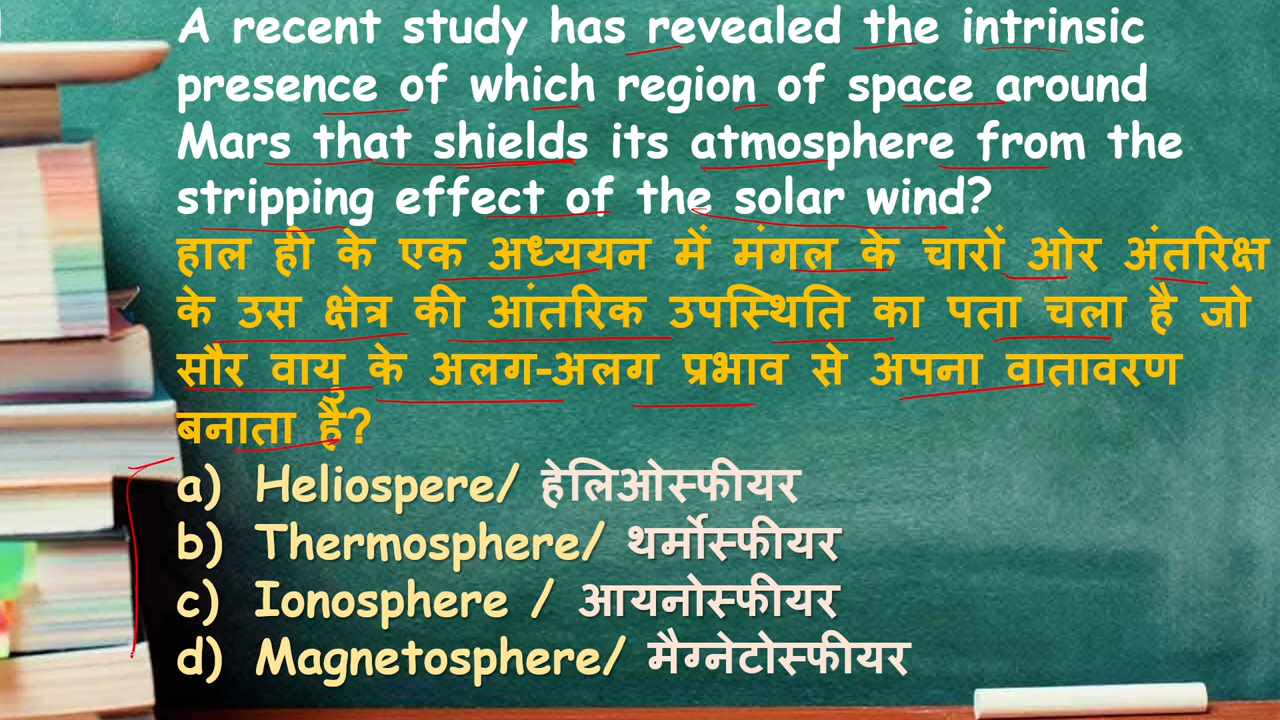 A recent study has revealed the intrinsic
presence of which region of space around
Mars that shields its atmosphere from the
stripping effect of the solar wind?
हाल ही के एक अध्ययन में मंगल के चारों ओर अंतरिक्ष
के उस क्षेत्र की आंतरिक उपस्थिति का पता चला है जो
सौर वायु के अलग-अलग प्रभाव से अपना वातावरण
बनाता है?
a) Heliospere/ हेलिओस्फीयर
b) Thermosphere/ थर्मोस्फीयर
c) Ionosphere / आयनोस्फीयर
d) Magnetosphere/ मैग्नेटोस्फीयर